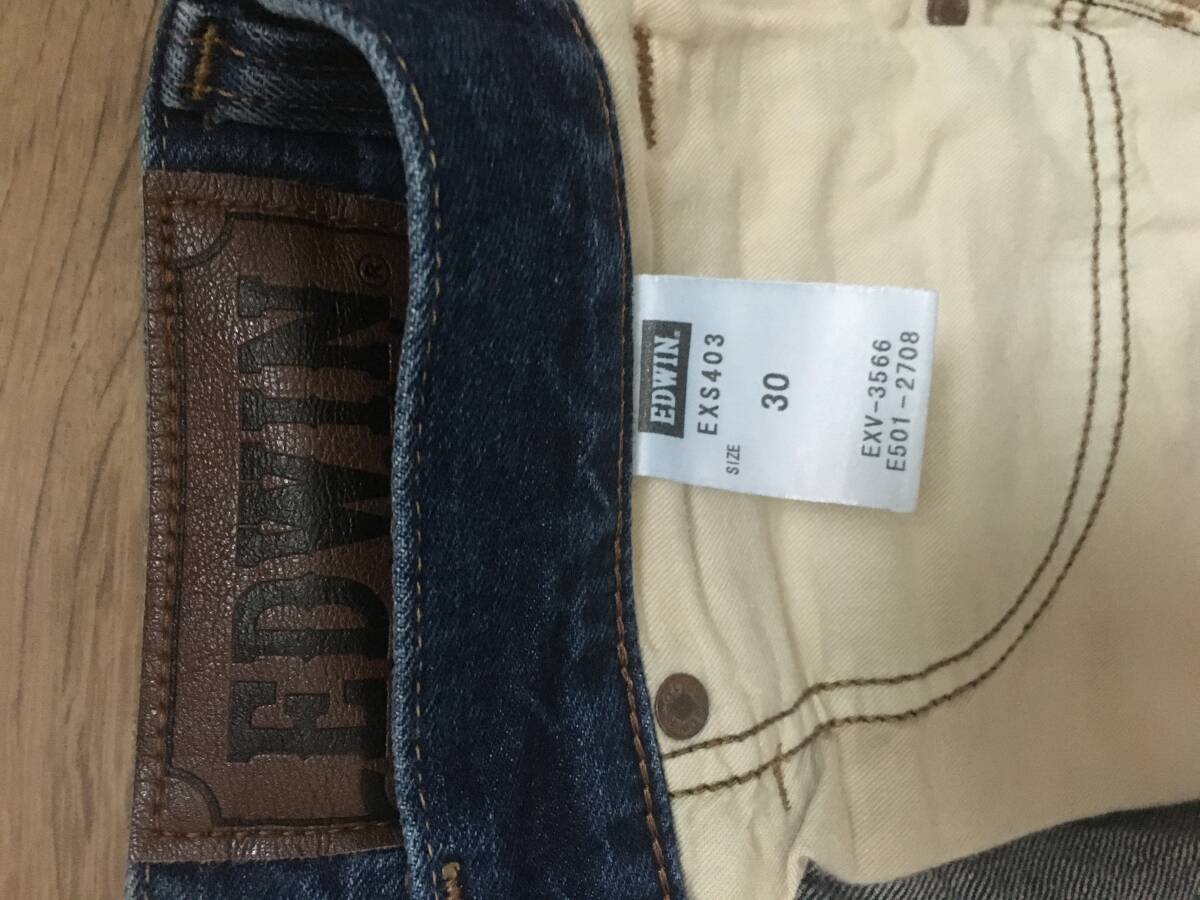 EDWIN®
EDWIN.
EXS403
SIZE
30
EXV-3566
E501-2708